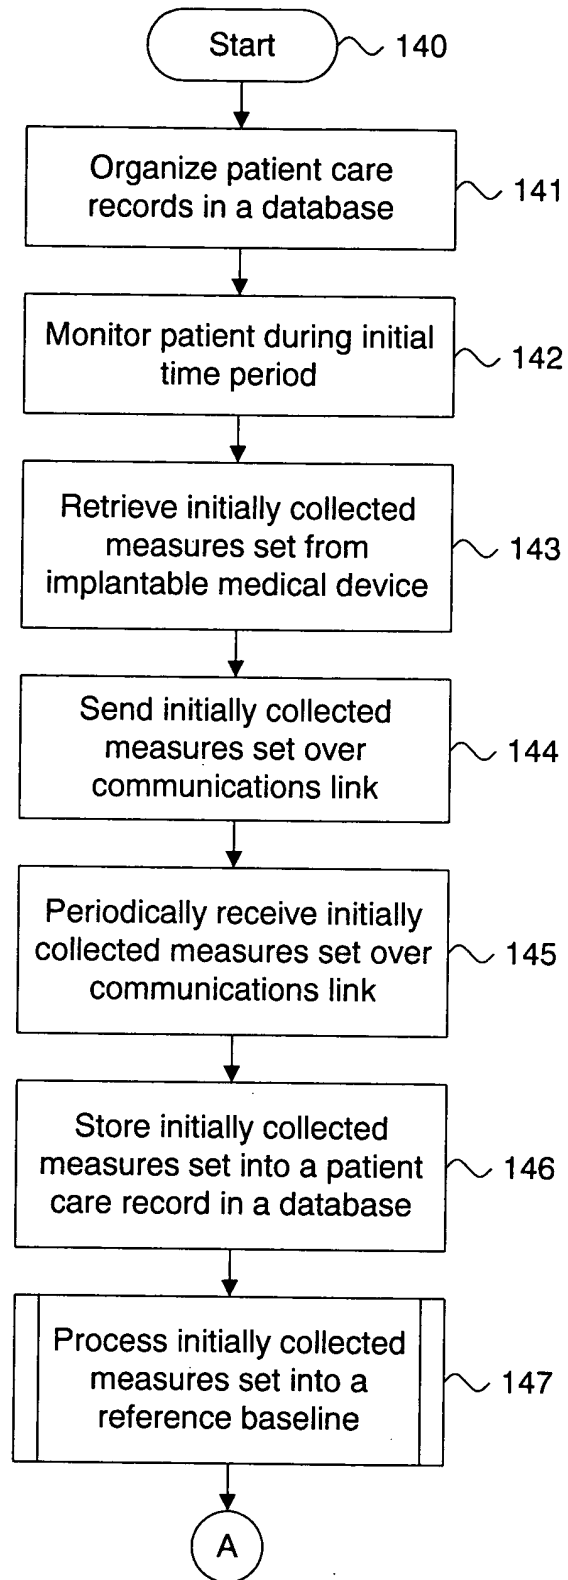 Start 140
Organize patient care
records in a database
141
Monitor patient during initial
time period
142
Retrieve initially collected
measures set from
implantable medical device
143
Send initially collected
measures set over
communications link
144
Periodically receive initially
collected measures set over
communications link
145
Store initially collected
measures set into a patient
care record in a database
146
Process initially collected
measures set into a
reference baseline
147
A